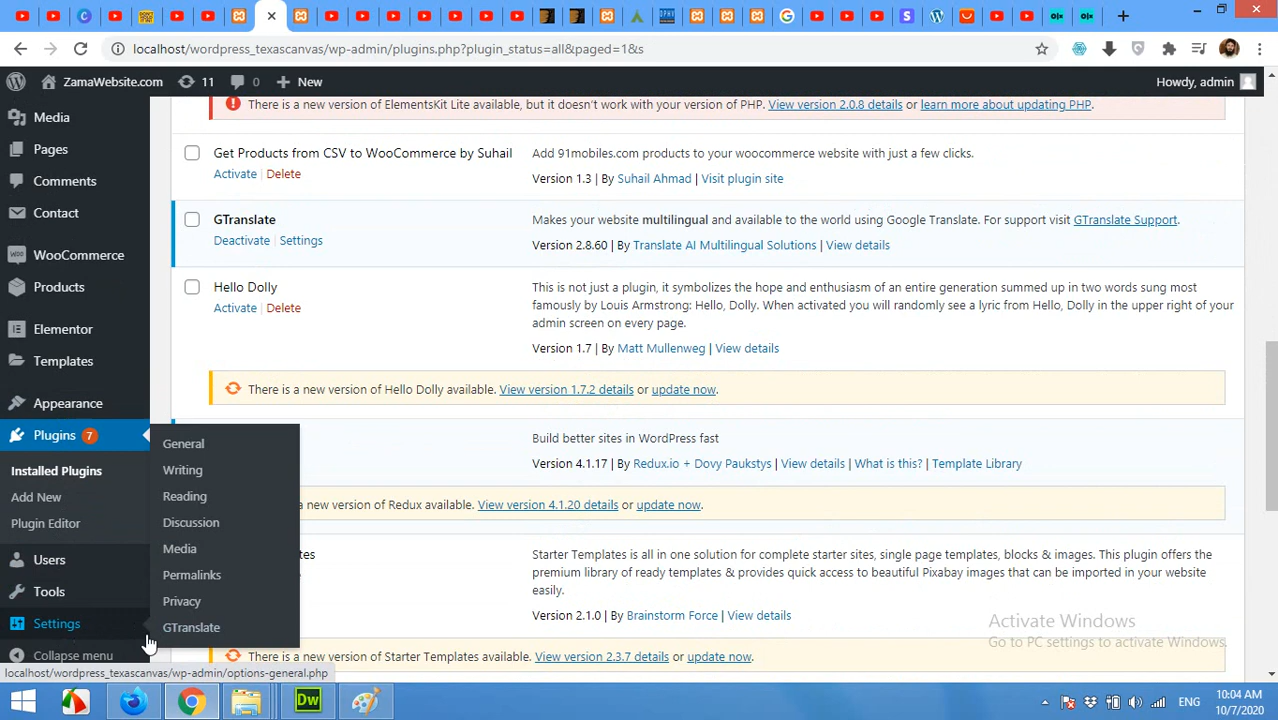 localhost/wordpress_texascanvas/wp-admin/plugins.php?plugin_status=all&paged=1&s
ZamaWebsite.com
11
0
New
Howdy, admin
Media
Pages
Comments
Contact
WooCommerce
Products
Elementor
Templates
Appearance
Plugins 7
Installed Plugins
Add New
Plugin Editor
Users
Tools
Settings
Collapse menu
General
Writing
Reading
Discussion
Media
Permalinks
Privacy
GTranslate
There is a new version of ElementsKit Lite available, but it doesn't work with your version of PHP. View version 2.0.8 details or learn more about updating PHP.
Get Products from CSV to WooCommerce by Suhail
Activate | Delete
Add 91mobiles.com products to your woocommerce website with just a few clicks.
Version 1.3 | By Suhail Ahmad | Visit plugin site
GTranslate
Deactivate | Settings
Makes your website multilingual and available to the world using Google Translate. For support visit GTranslate Support.
Version 2.8.60 | By Translate AI Multilingual Solutions | View details
Hello Dolly
Activate | Delete
This is not just a plugin, it symbolizes the hope and enthusiasm of an entire generation summed up in two words sung most
famously by Louis Armstrong: Hello, Dolly. When activated you will randomly see a lyric from Hello, Dolly in the upper right of your
admin screen on every page.
Version 1.7 | By Matt Mullenweg | View details
There is a new version of Hello Dolly available. View version 1.7.2 details or update now.
Build better sites in WordPress fast
Version 4.1.17 | By Redux.io + Dovy Paukstys | View details | What is this? | Template Library
a new version of Redux available. View version 4.1.20 details or update now.
tes
Starter Templates is all in one solution for complete starter sites, single page templates, blocks & images. This plugin offers the
premium library of ready templates & provides quick access to beautiful Pixabay images that can be imported in your website
easily.
Version 2.1.0 | By Brainstorm Force | View details
There is a new version of Starter Templates available. View version 2.3.7 details or update now.
Activate Windows
Go to PC settings to activate Windows.
localhost/wordpress_texascanvas/wp-admin/options-general.php
Dw
ENG
10:04 AM
10/7/2020